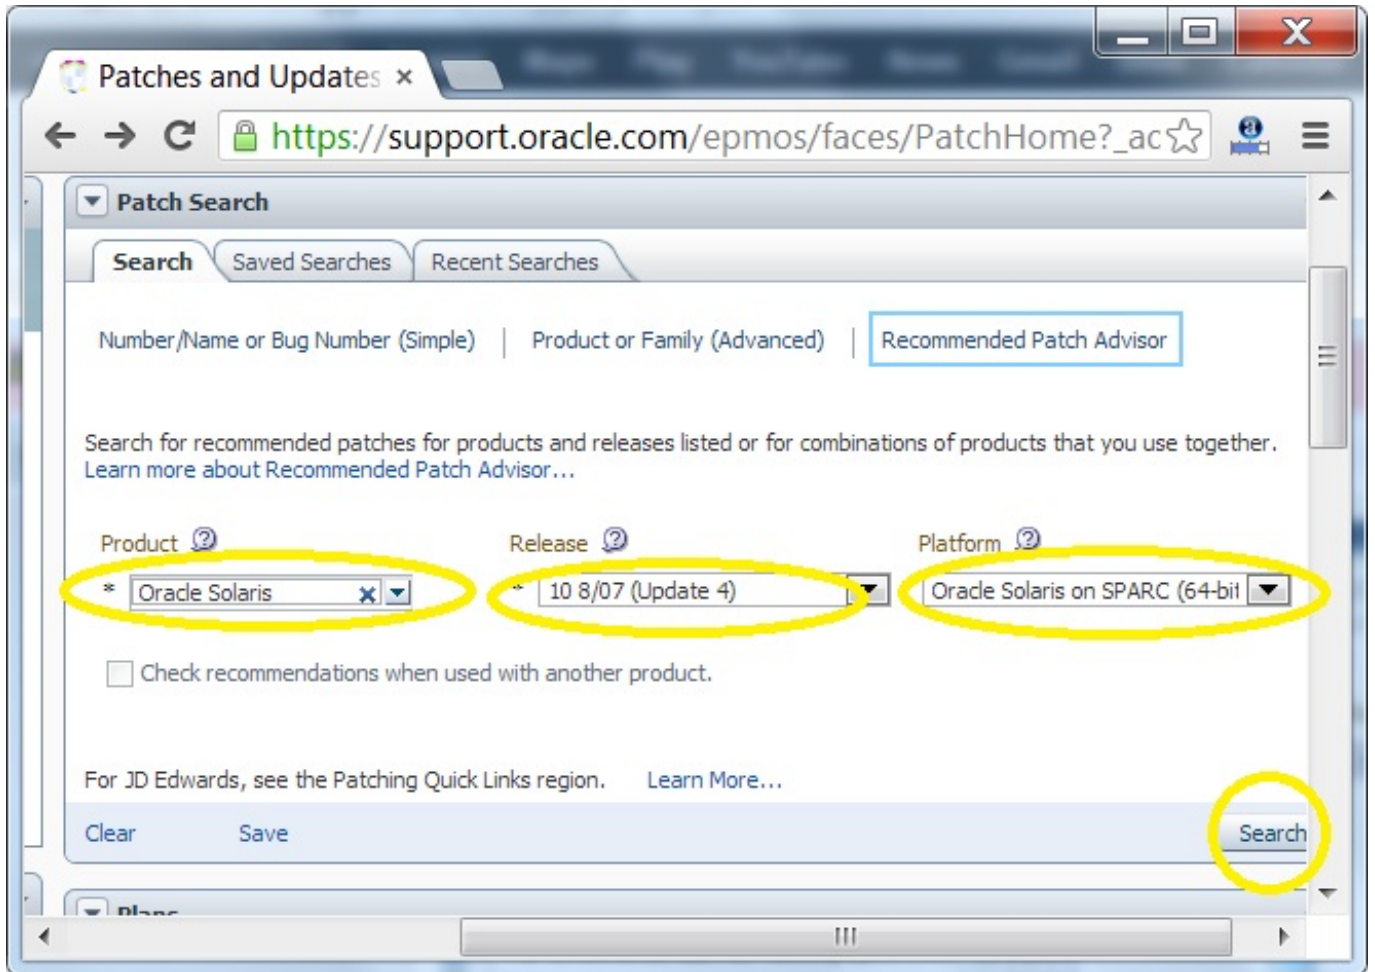 Patches and Updates ×
https://support.oracle.com/epmos/faces/PatchHome?_ac
Patch Search
Search Saved Searches Recent Searches
Number/Name or Bug Number (Simple) | Product or Family (Advanced) | Recommended Patch Advisor
Search for recommended patches for products and releases listed or for combinations of products that you use together.
Learn more about Recommended Patch Advisor...
Product Release Platform
* Oracle Solaris * 10 8/07 (Update 4) Oracle Solaris on SPARC (64-bit
Check recommendations when used with another product.
For JD Edwards, see the Patching Quick Links region. Learn More...
Clear Save Search
Plans